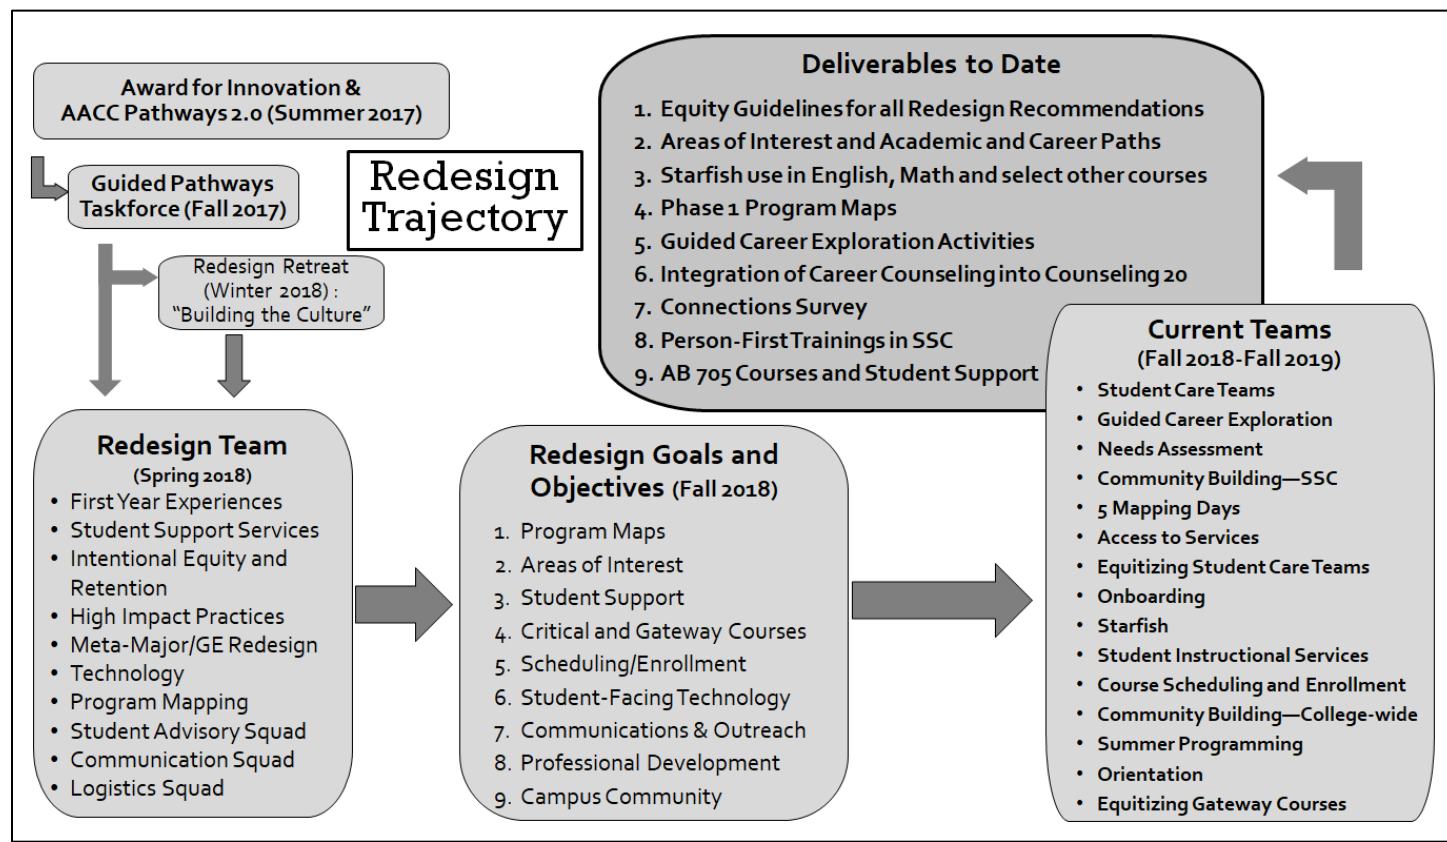 Award for Innovation &
AACC Pathways 2.0 (Summer 2017)
Guided Pathways
Taskforce (Fall 2017)
Redesign
Trajectory
Redesign Retreat
(Winter 2018) :
“Building the Culture”
Redesign Team
(Spring 2018)
• First Year Experiences
• Student Support Services
• Intentional Equity and
Retention
• High Impact Practices
• Meta-Major/GE Redesign
• Technology
• Program Mapping
• Student Advisory Squad
• Communication Squad
• Logistics Squad
Redesign Goals and
Objectives (Fall 2018)
1. Program Maps
2. Areas of Interest
3. Student Support
4. Critical and Gateway Courses
5. Scheduling/Enrollment
6. Student-Facing Technology
7. Communications & Outreach
8. Professional Development
9. Campus Community
Current Teams
(Fall 2018-Fall 2019)
• Student Care Teams
• Guided Career Exploration
• Needs Assessment
• Community Building—SSC
• 5 Mapping Days
• Access to Services
• Equitizing Student Care Teams
• Onboarding
• Starfish
• Student Instructional Services
• Course Scheduling and Enrollment
• Community Building—College-wide
• Summer Programming
• Orientation
• Equitizing Gateway Courses
Deliverables to Date
1. Equity Guidelines for all Redesign Recommendations
2. Areas of Interest and Academic and Career Paths
3. Starfish use in English, Math and select other courses
4. Phase 1 Program Maps
5. Guided Career Exploration Activities
6. Integration of Career Counseling into Counseling 20
7. Connections Survey
8. Person-First Trainings in SSC
9. AB 705 Courses and Student Support